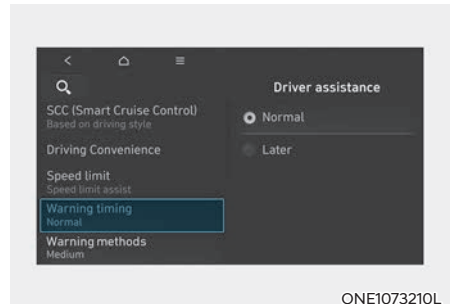 Driver assistance
SCC (Smart Cruise Control)
Based on driving style
Driving Convenience
Speed limit
Speed limit assist
Warning timing
Normal
Warning methods
Medium
Normal
Later
ONE1073210L